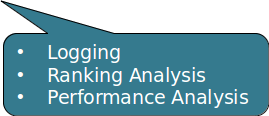 • Logging
• Ranking Analysis
• Performance Analysis